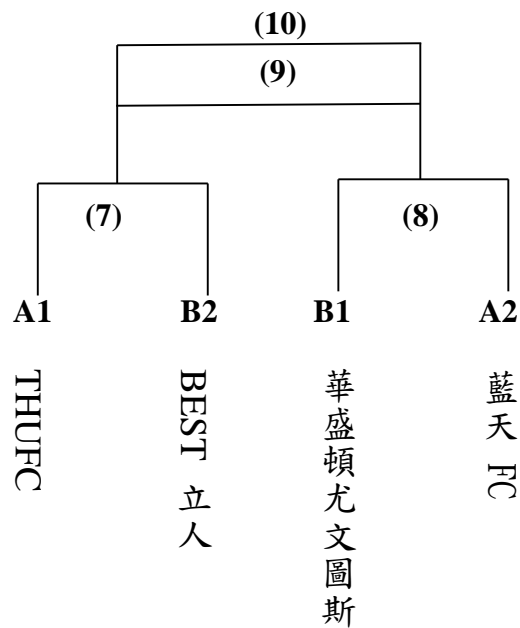 (10)
(9)
(7)
(8)
A1
B2
B1
A2
THUFC
BEST 立人
華盛頓尤文圖斯
藍天 FC